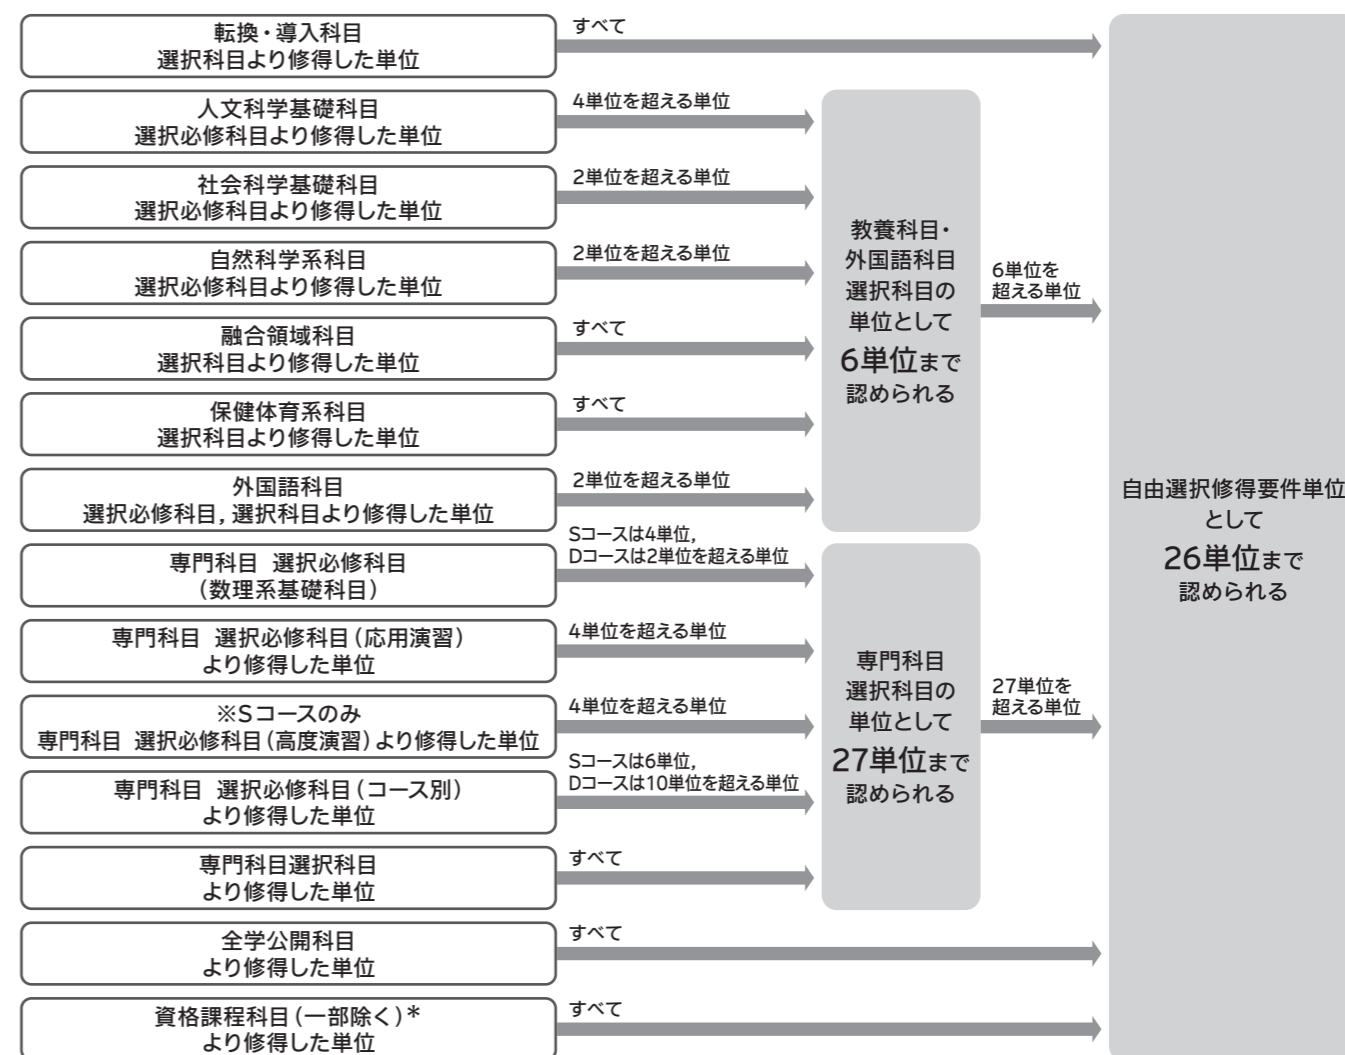 転換・導入科目
選択科目より修得した単位
すべて
人文科学基礎科目
選択必修科目より修得した単位
4単位を超える単位
社会科学基礎科目
選択必修科目より修得した単位
2単位を超える単位
自然科学系科目
選択必修科目より修得した単位
2単位を超える単位
融合領域科目
選択科目より修得した単位
すべて
保健体育系科目
選択科目より修得した単位
すべて
外国語科目
選択必修科目，選択科目より修得した単位
2単位を超える単位
教養科目・
外国語科目
選択科目の
単位として
6単位まで
認められる
6単位を
超える単位
専門科目 選択必修科目
（数理系基礎科目）
Sコースは4単位，
Dコースは2単位を超える単位
専門科目 選択必修科目（応用演習）
より修得した単位
4単位を超える単位
※Sコースのみ
専門科目 選択必修科目（高度演習）より修得した単位
4単位を超える単位
専門科目 選択必修科目（コース別）
より修得した単位
Sコースは6単位，
Dコースは10単位を超える単位
専門科目選択科目
より修得した単位
すべて
専門科目
選択科目の
単位として
27単位まで
認められる
27単位を
超える単位
全学公開科目
より修得した単位
すべて
資格課程科目（一部除く）＊
より修得した単位
すべて
自由選択修得要件単位
として
26単位まで
認められる